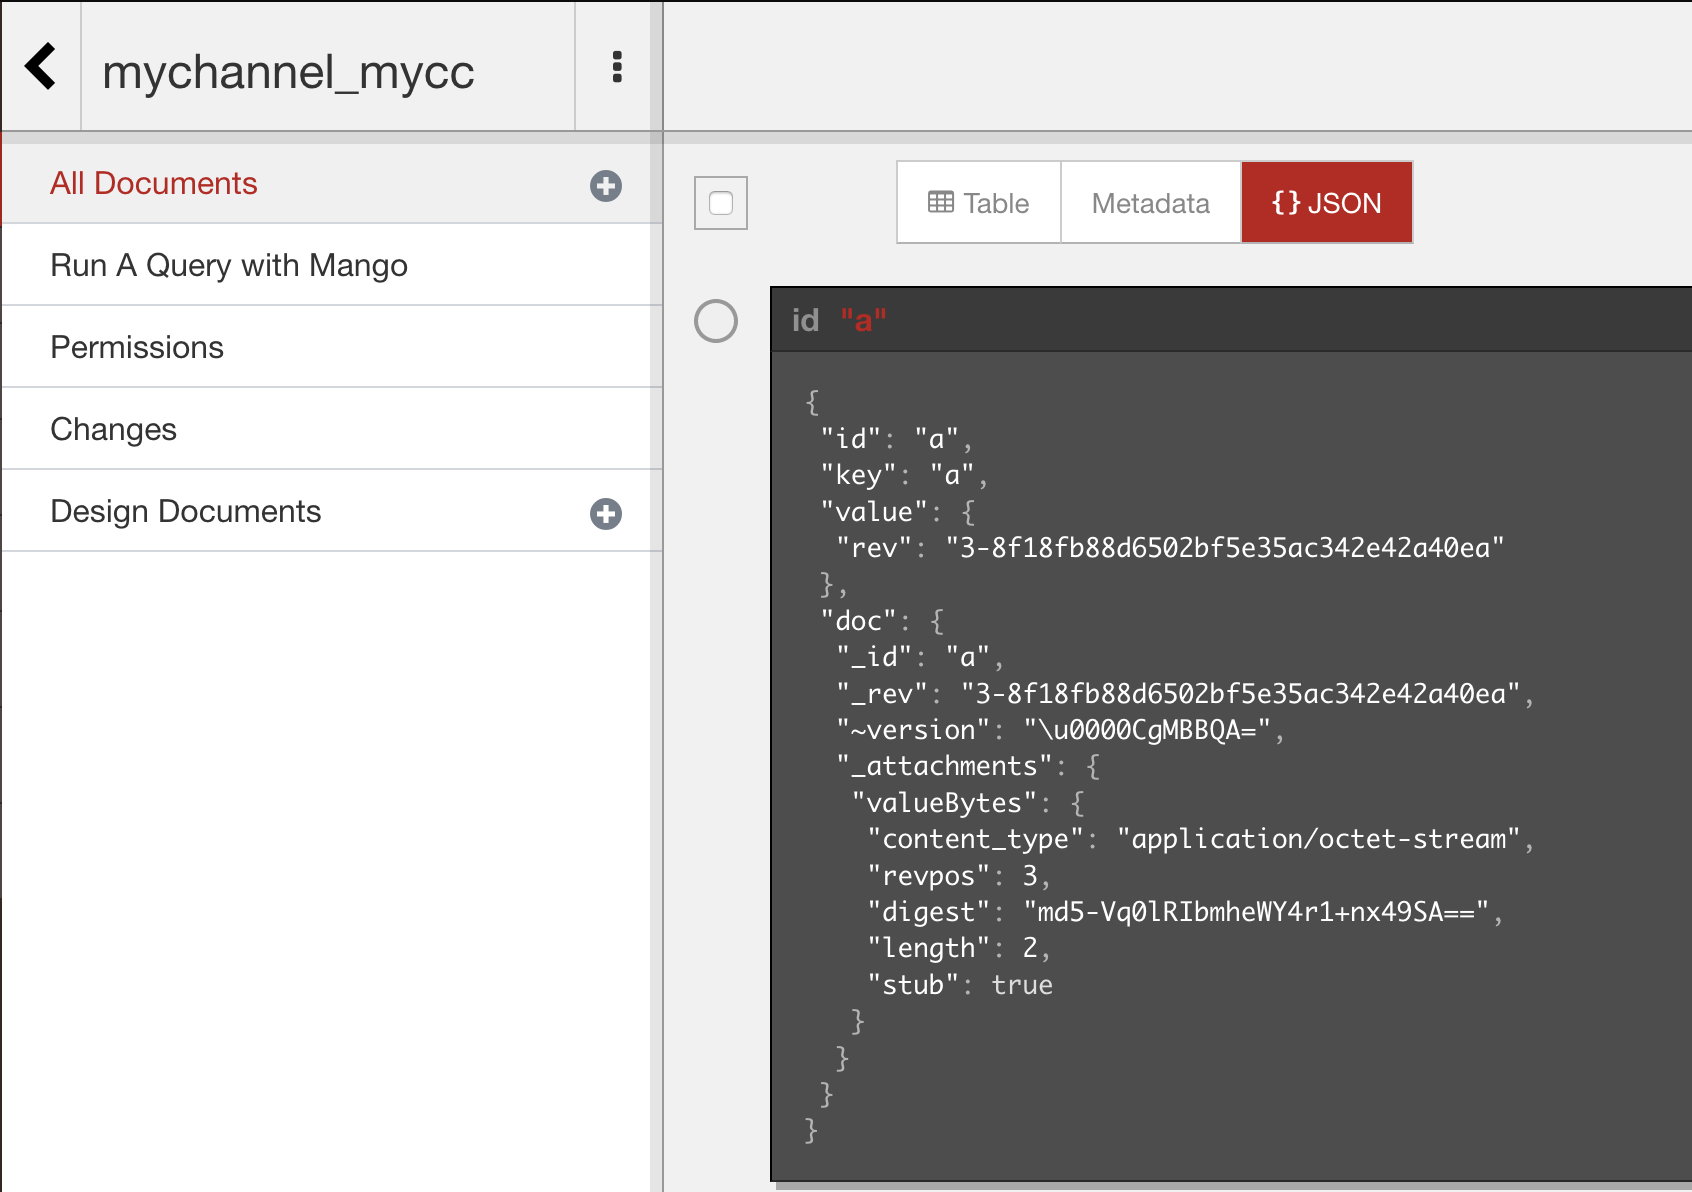 mychannel_mycc
All Documents
Run A Query with Mango
Permissions
Changes
Design Documents
Table Metadata {} JSON
id "a"
{
"id": "a",
"key": "a",
"value": {
"rev": "3-8f18fb88d6502bf5e35ac342e42a40ea"
},
"doc": {
"_id": "a",
"_rev": "3-8f18fb88d6502bf5e35ac342e42a40ea",
"~version": "\u0000CgMBBQA=",
"_attachments": {
"valueBytes": {
"content_type": "application/octet-stream",
"revpos": 3,
"digest": "md5-Vq0lRIbmheWY4r1+nx49SA==",
"length": 2,
"stub": true
}
}
}
}